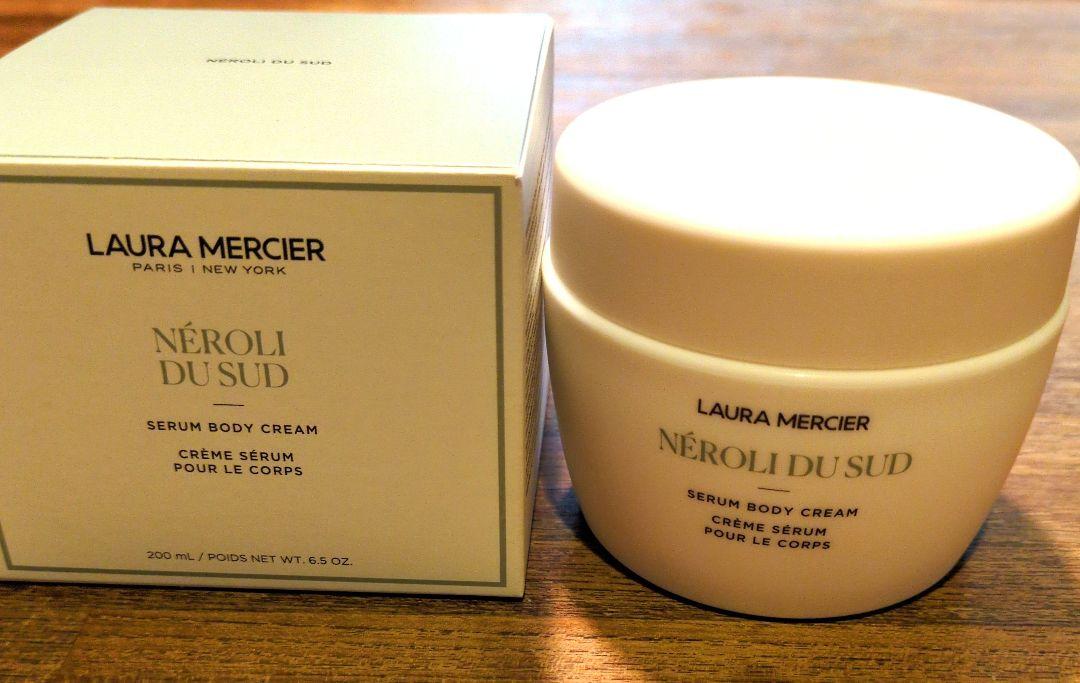 NÉROLI DU SUD
LAURA MERCIER
PARIS | NEW YORK
NÉROLI
DU SUD
SERUM BODY CREAM
CRÈME SÉRUM
POUR LE CORPS
200 mL / POIDS NET WT. 6.5 OZ.
LAURA MERCIER
NÉROLI DU SUD
SERUM BODY CREAM
CRÈME SÉRUM
POUR LE CORPS